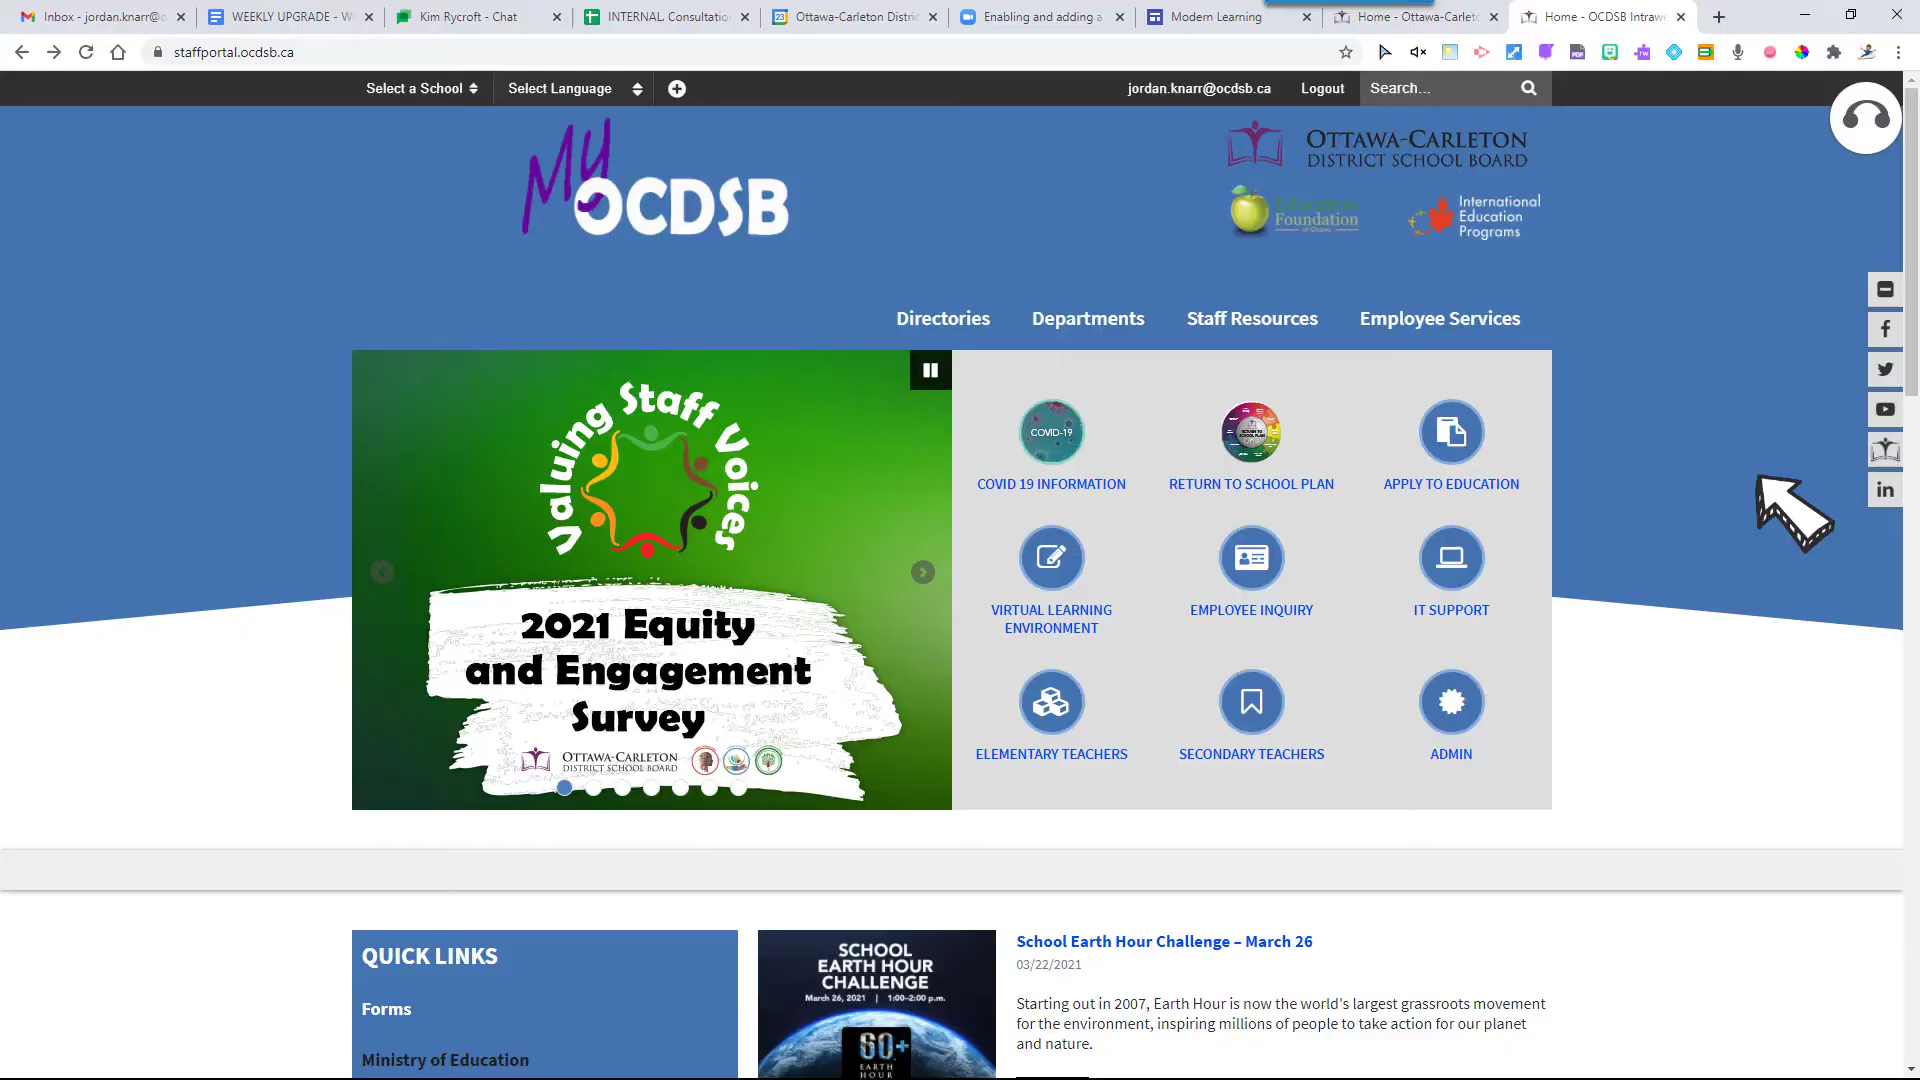 Inbox - jordan.knarr@o
WEEKLY UPGRADE - W
Kim Rycroft - Chat
INTERNAL. Consultatio
Ottawa-Carleton Distric
Enabling and adding a
Modern Learning
Home - Ottawa-Carleto
Home - OCDSB Intrawe
staffportal.ocdsb.ca
Select a School
Select Language
jordan.knarr@ocdsb.ca
Logout
Search...
My
OCDSB
OTTAWA-CARLETON
DISTRICT SCHOOL BOARD
Education
Foundation
of Ottawa
International
Education
Programs
Directories
Departments
Staff Resources
Employee Services
Valuing Staff Voices
2021 Equity
and Engagement
Survey
OTTAWA-CARLETON
DISTRICT SCHOOL BOARD
COVID-19
COVID 19 INFORMATION
RETURN TO SCHOOL PLAN
APPLY TO EDUCATION
VIRTUAL LEARNING
ENVIRONMENT
EMPLOYEE INQUIRY
IT SUPPORT
ELEMENTARY TEACHERS
SECONDARY TEACHERS
ADMIN
QUICK LINKS
Forms
Ministry of Education
SCHOOL
EARTH HOUR
CHALLENGE
March 26, 2021 | 1:00-2:00 p.m.
60+
EARTH
HOUR
School Earth Hour Challenge – March 26
03/22/2021
Starting out in 2007, Earth Hour is now the world's largest grassroots movement
for the environment, inspiring millions of people to take action for our planet
and nature.